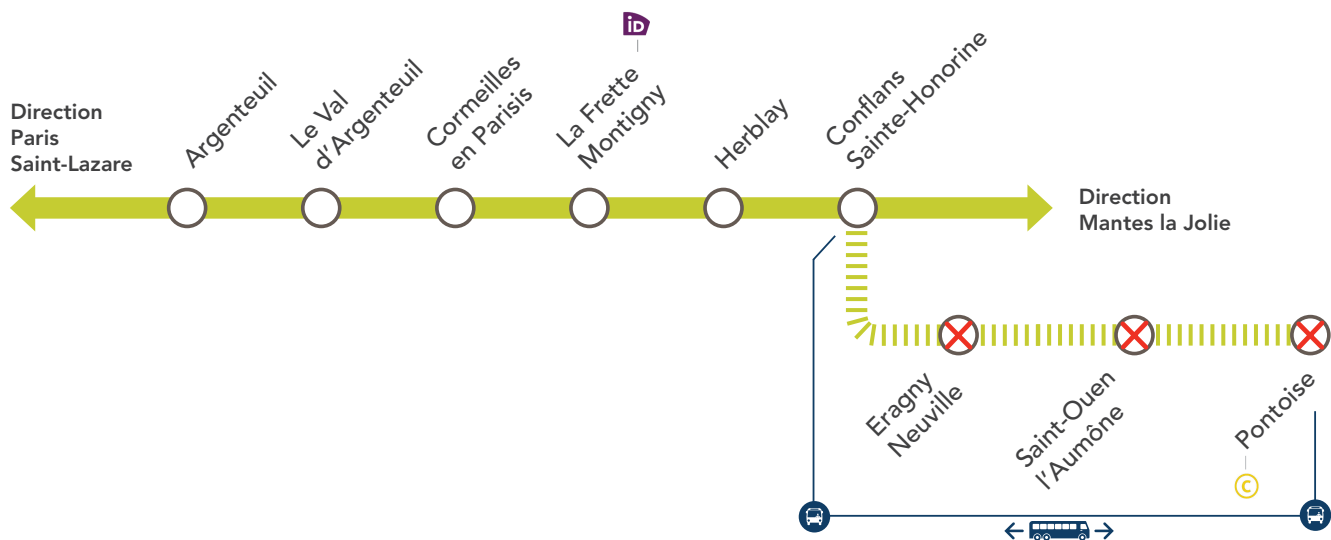 iD
Direction
Paris
Saint-Lazare
Argenteuil
Le Val
d'Argenteuil
Cormeilles
en Parisis
La Frette
Montigny
Herblay
Conflans
Sainte-Honorine
Direction
Mantes la Jolie
Eragny
Neuville
Saint-Ouen
l'Aumône
Pontoise
C